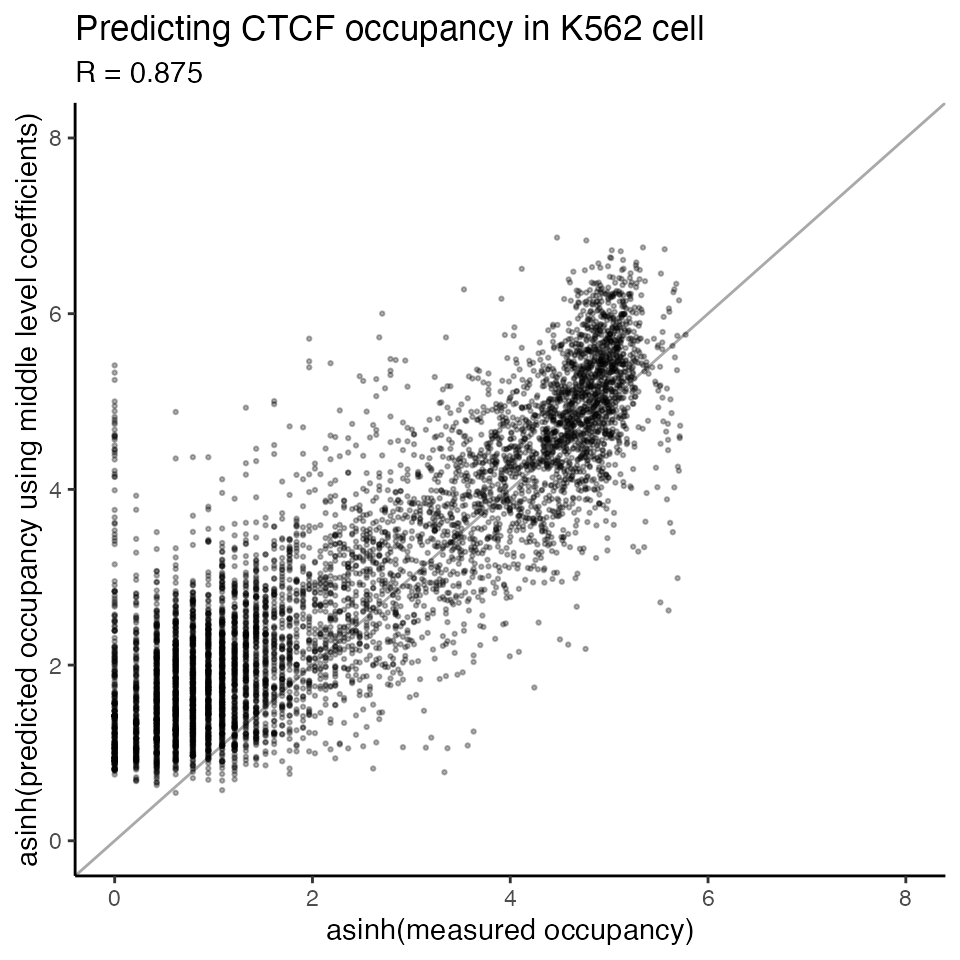 Predicting CTCF occupancy in K562 cell
R = 0.875
asinh(predicted occupancy using middle level coefficients)
8
6
4
2
0
0 2 4 6 8
asinh(measured occupancy)